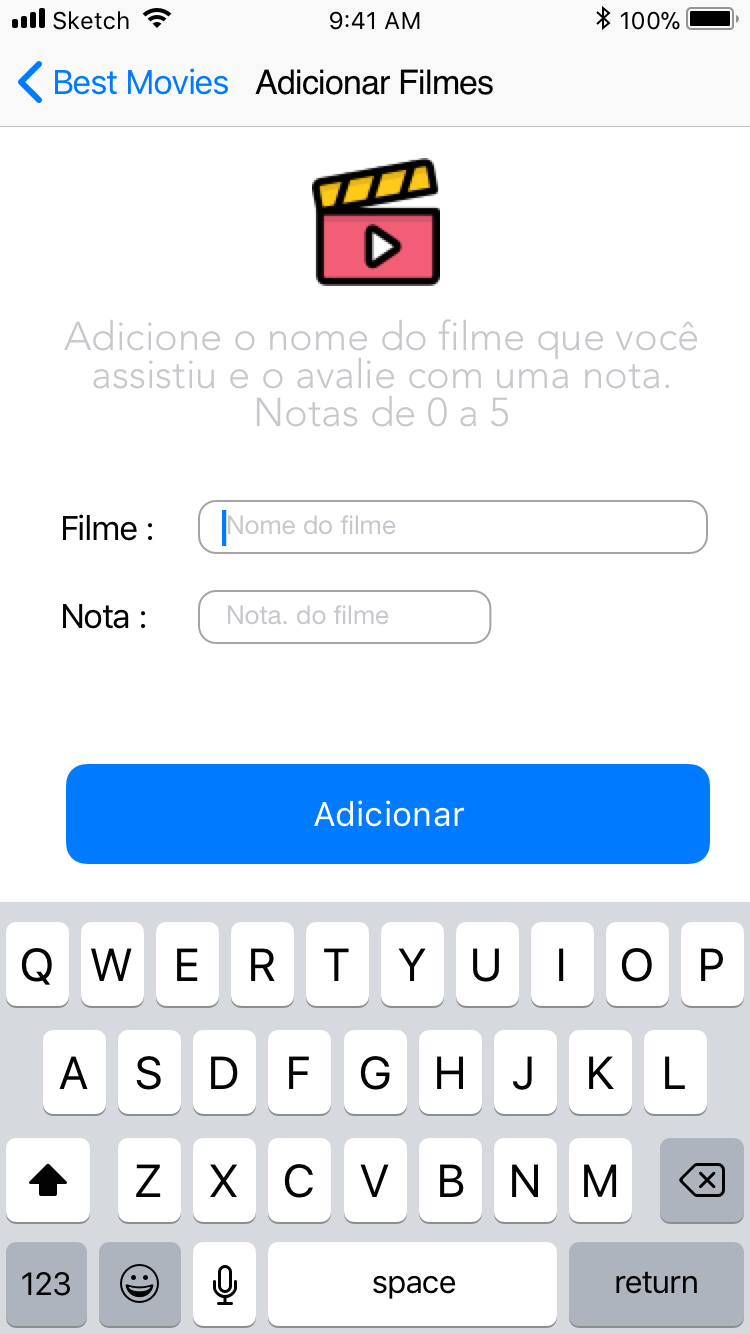 Sketch 9:41 AM 100%
Best Movies Adicionar Filmes
Adicione o nome do filme que você
assistiu e o avalie com uma nota.
Notas de 0 a 5
Filme : Nome do filme
Nota : Nota. do filme
Adicionar
Q W E R T Y U I O P
A S D F G H J K L
Z X C V B N M
123 space return